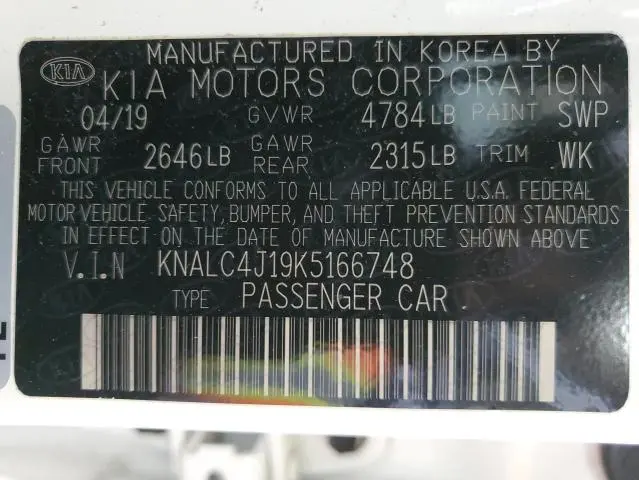 MANUFACTURED IN KOREA BY
KIA KIA MOTORS CORPORATION
04/19 GVWR 4784LB PAINT SWP
GAWR FRONT 2646LB GAWR REAR 2315LB TRIM WK
THIS VEHICLE CONFORMS TO ALL APPLICABLE U.S.A. FEDERAL
MOTOR VEHICLE SAFETY, BUMPER, AND THEFT PREVENTION STANDARDS
IN EFFECT ON THE DATE OF MANUFACTURE SHOWN ABOVE
V.I.N KNALC4J19K5166748
TYPE PASSENGER CAR